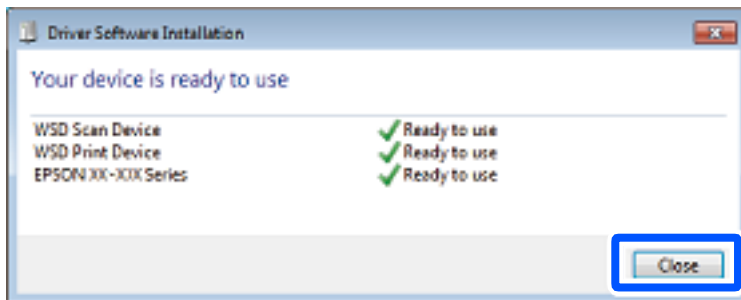 Driver Software Installation
Your device is ready to use
WSD Scan Device Ready to use
WSD Print Device Ready to use
EPSON XX-XXX Series Ready to use
Close